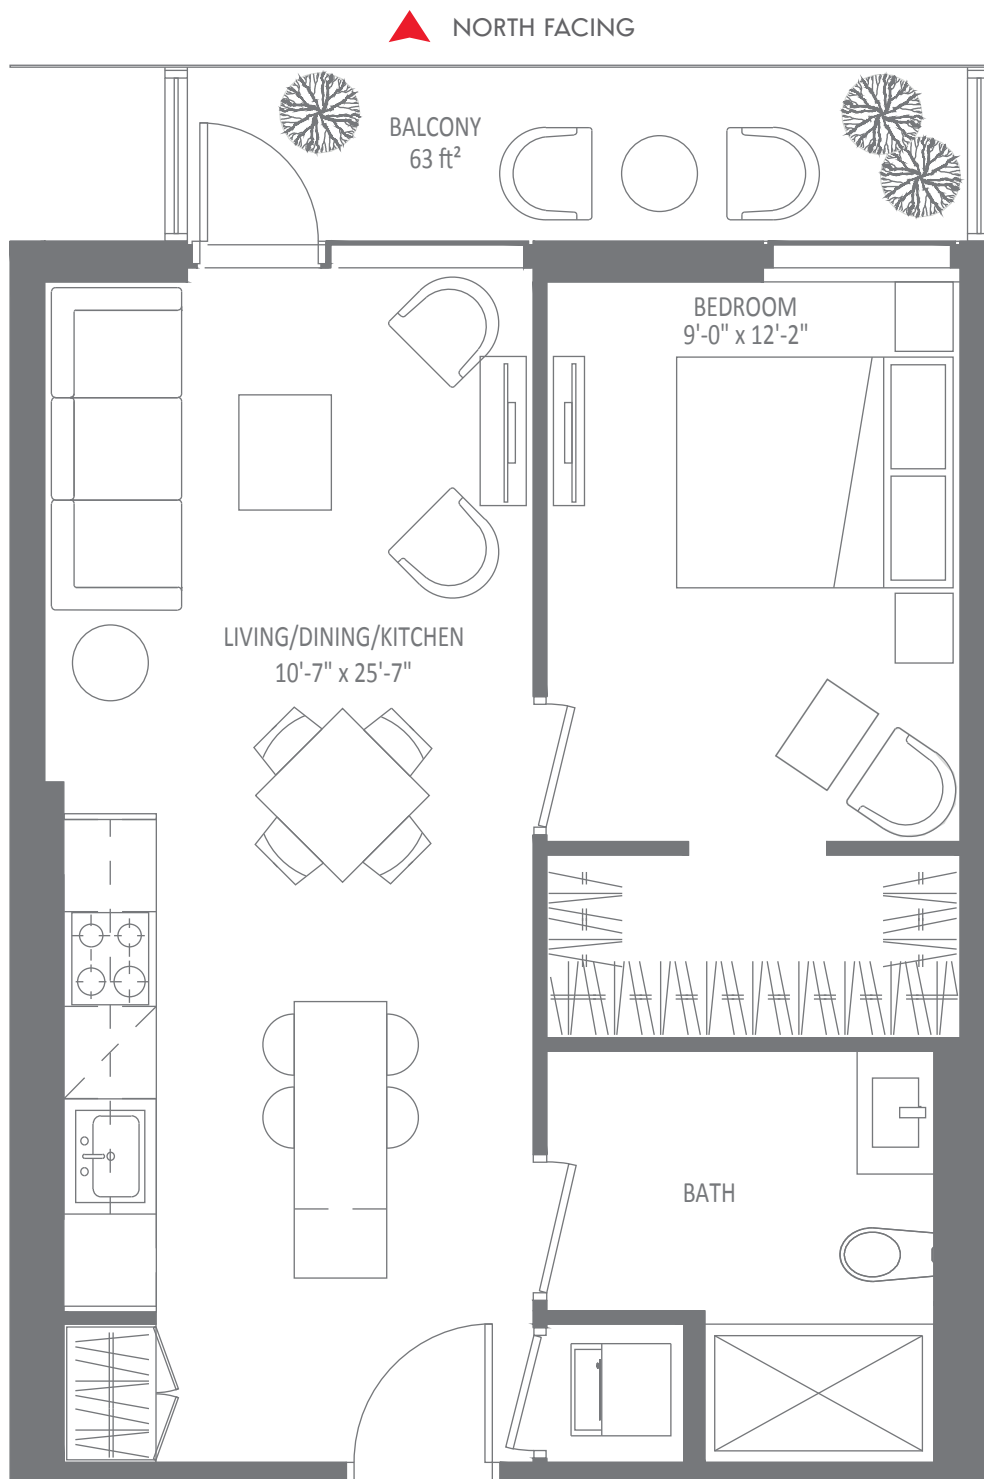 NORTH FACING
BALCONY
63 ft²
BEDROOM
9'-0" x 12'-2"
LIVING/DINING/KITCHEN
10'-7" x 25'-7"
BATH